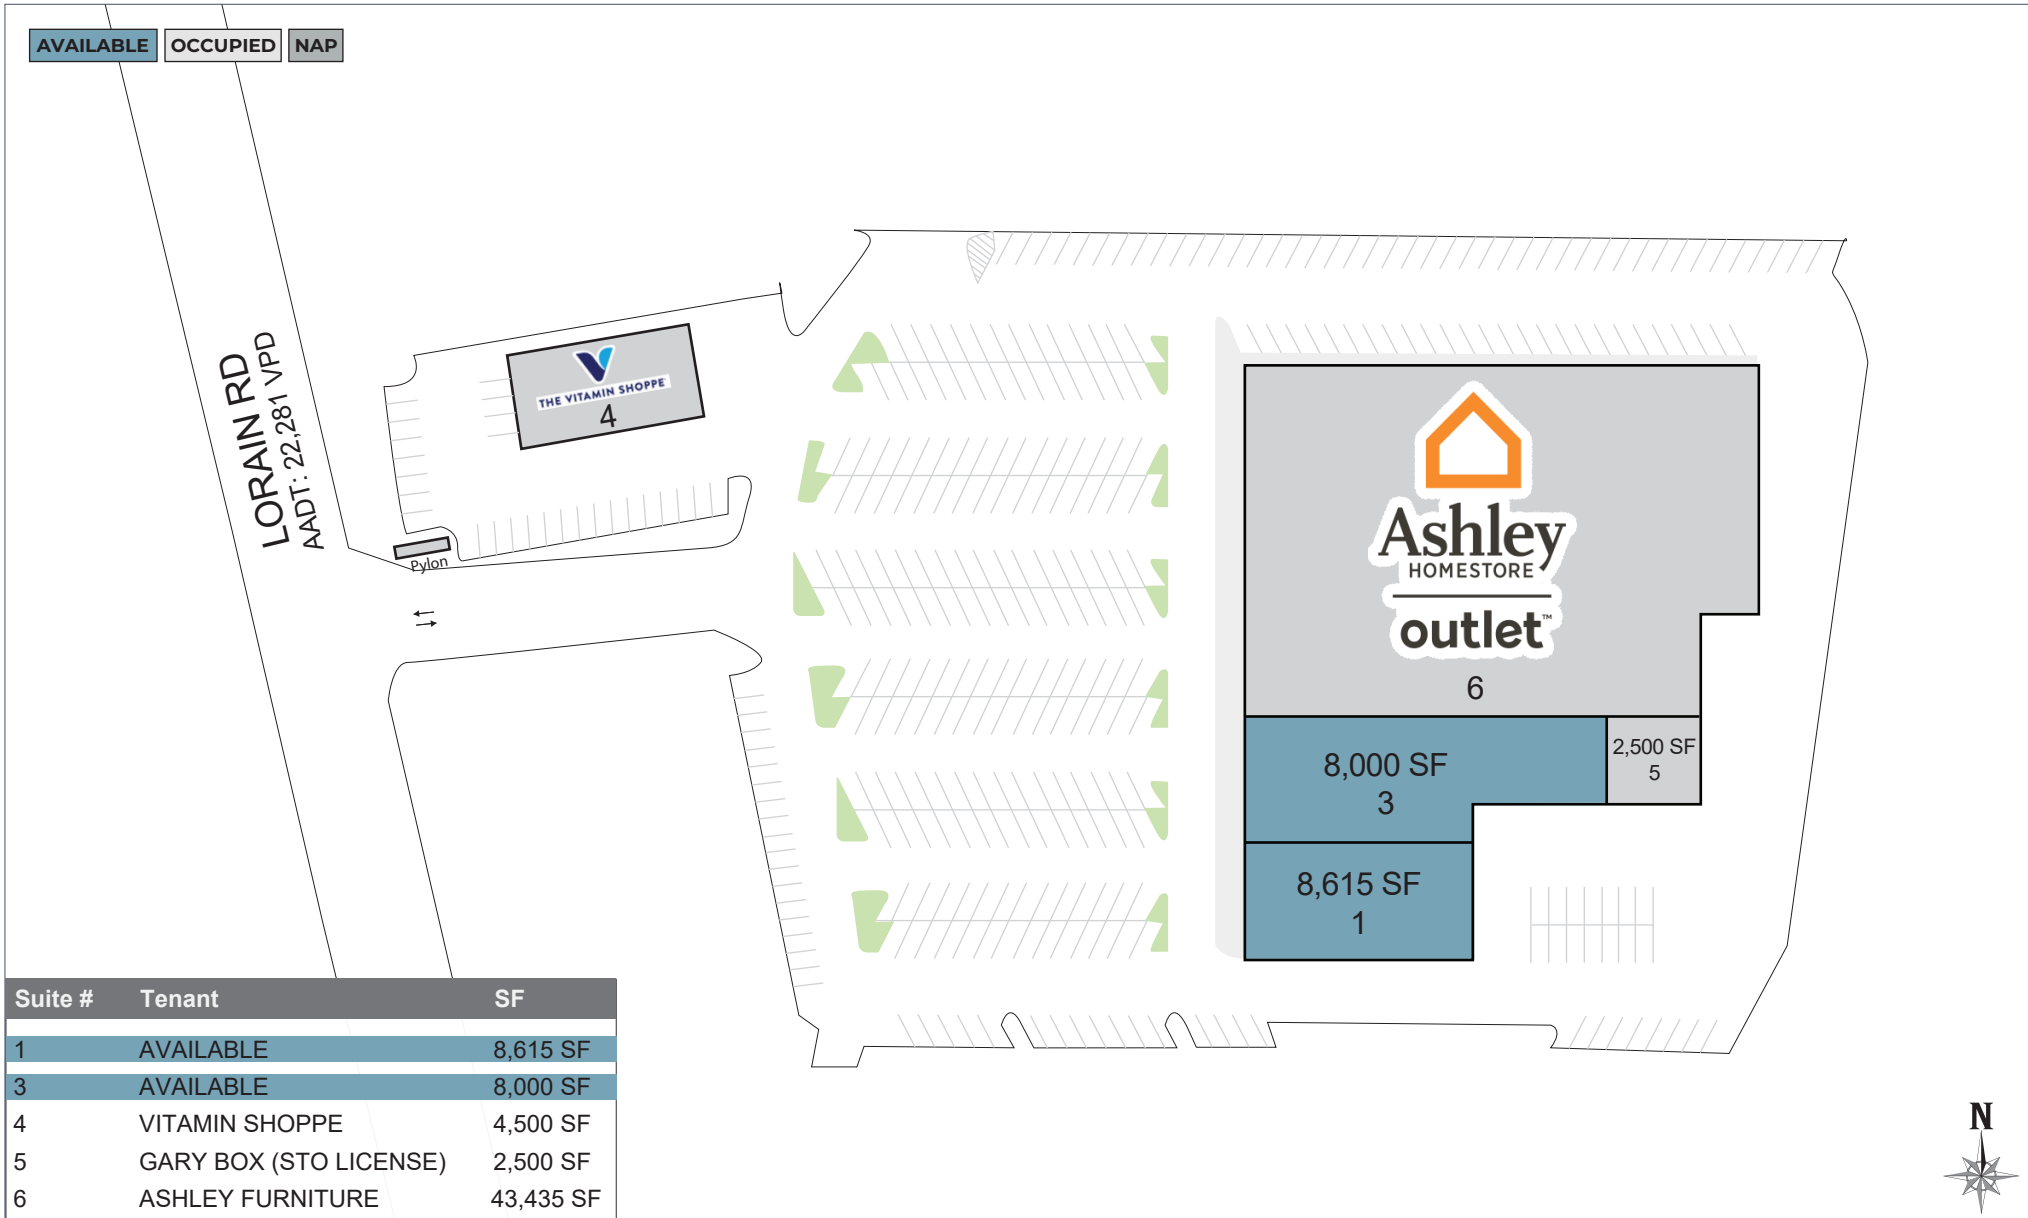 AVAILABLE OCCUPIED NAP
LORAIN RD
AADT: 22,281 VPD
THE VITAMIN SHOPPE
4
Pylon
Ashley
HOMESTORE
outlet™
6
8,000 SF
3
2,500 SF
5
8,615 SF
1
Suite # Tenant SF
1 AVAILABLE 8,615 SF
3 AVAILABLE 8,000 SF
4 VITAMIN SHOPPE 4,500 SF
5 GARY BOX (STO LICENSE) 2,500 SF
6 ASHLEY FURNITURE 43,435 SF
N